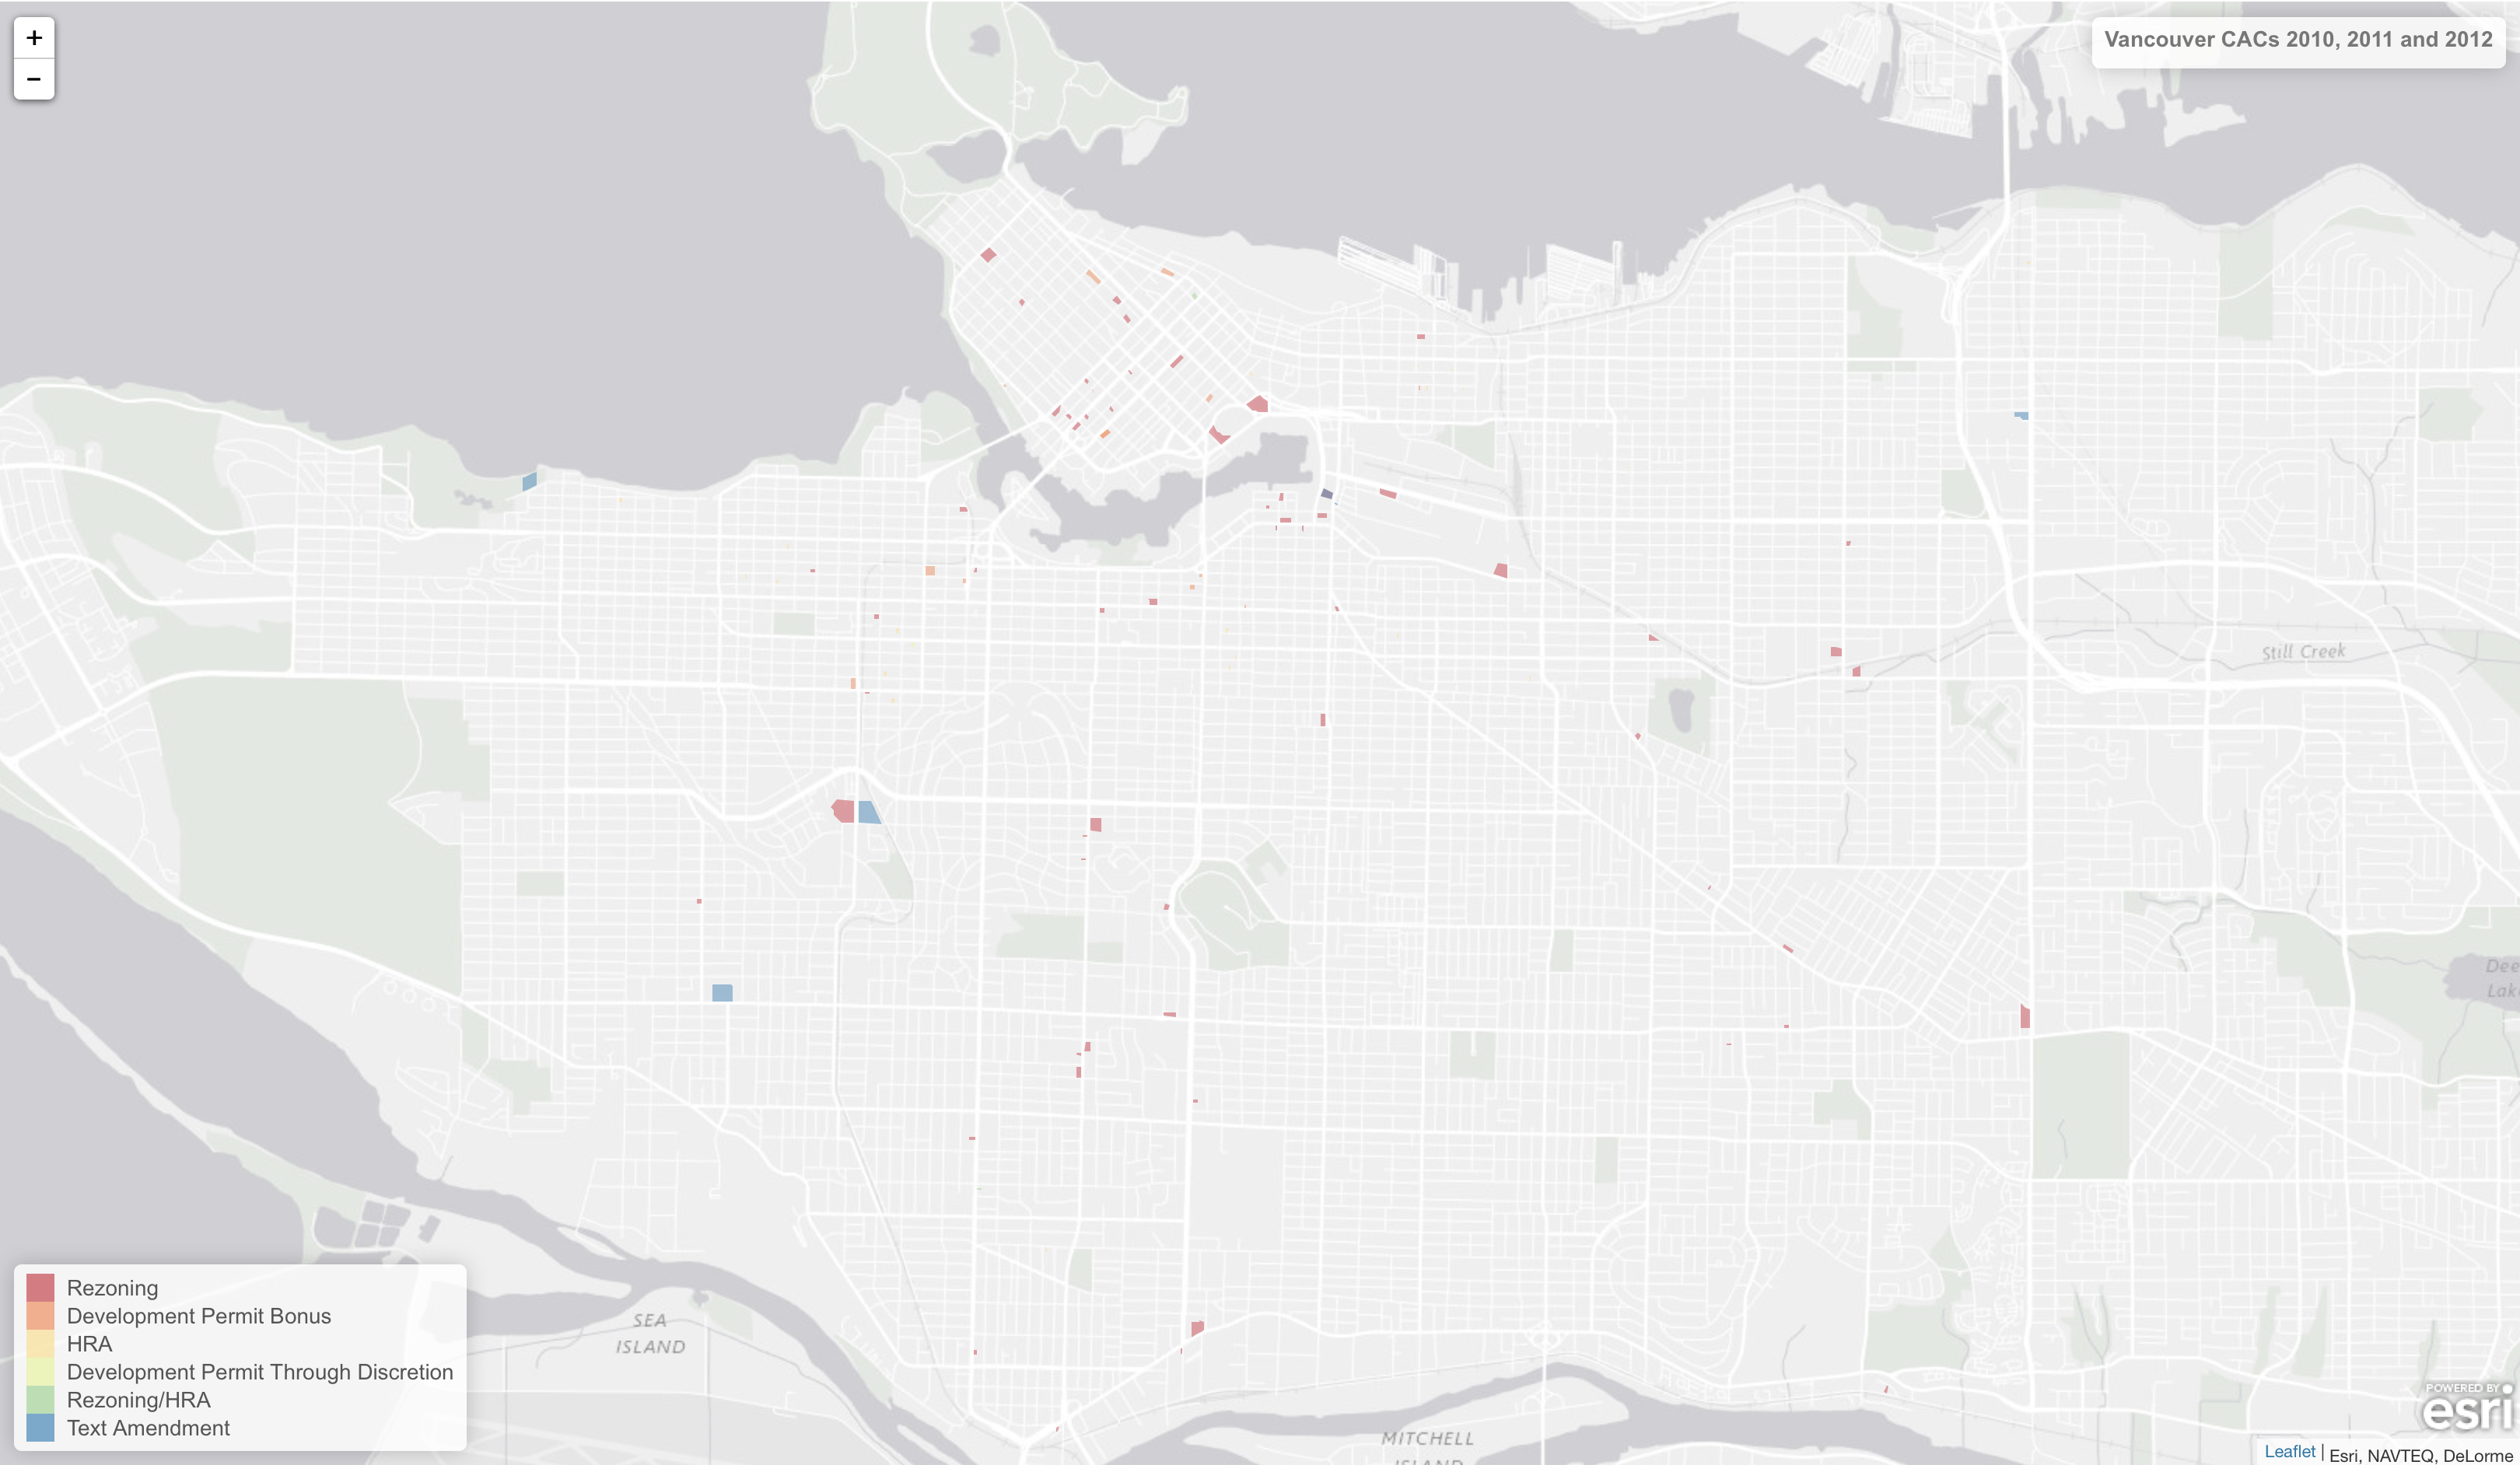 +
Vancouver CACs 2010, 2011 and 2012
−
Still Creek
Dee
Lak
Rezoning
Development Permit Bonus
HRA
Development Permit Through Discretion
Rezoning/HRA
Text Amendment
SEA
ISLAND
MITCHELL
ISLAND
POWERED BY
esri
Leaflet | Esri, NAVTEQ, DeLorme